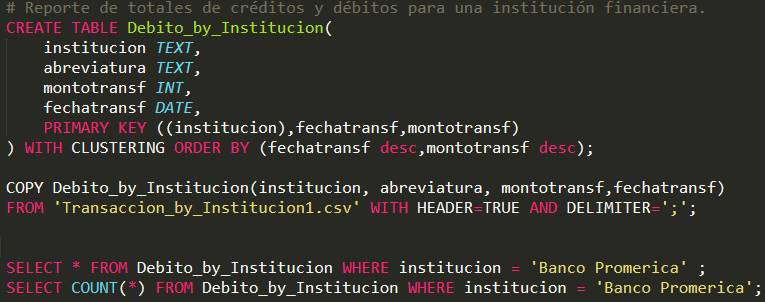 # Reporte de totales de créditos y débitos para una institución financiera.
CREATE TABLE Debito_by_Institucion(
    institucion TEXT,
    abreviatura TEXT,
    montotransf INT,
    fechatransf DATE,
    PRIMARY KEY ((institucion),fechatransf,montotransf)
) WITH CLUSTERING ORDER BY (fechatransf desc,montotransf desc);
COPY Debito_by_Institucion(institucion, abreviatura, montotransf,fechatransf)
FROM 'Transaccion_by_Institucion1.csv' WITH HEADER=TRUE AND DELIMITER=';';
SELECT * FROM Debito_by_Institucion WHERE institucion = 'Banco Promerica' ;
SELECT COUNT(*) FROM Debito_by_Institucion WHERE institucion = 'Banco Promerica';